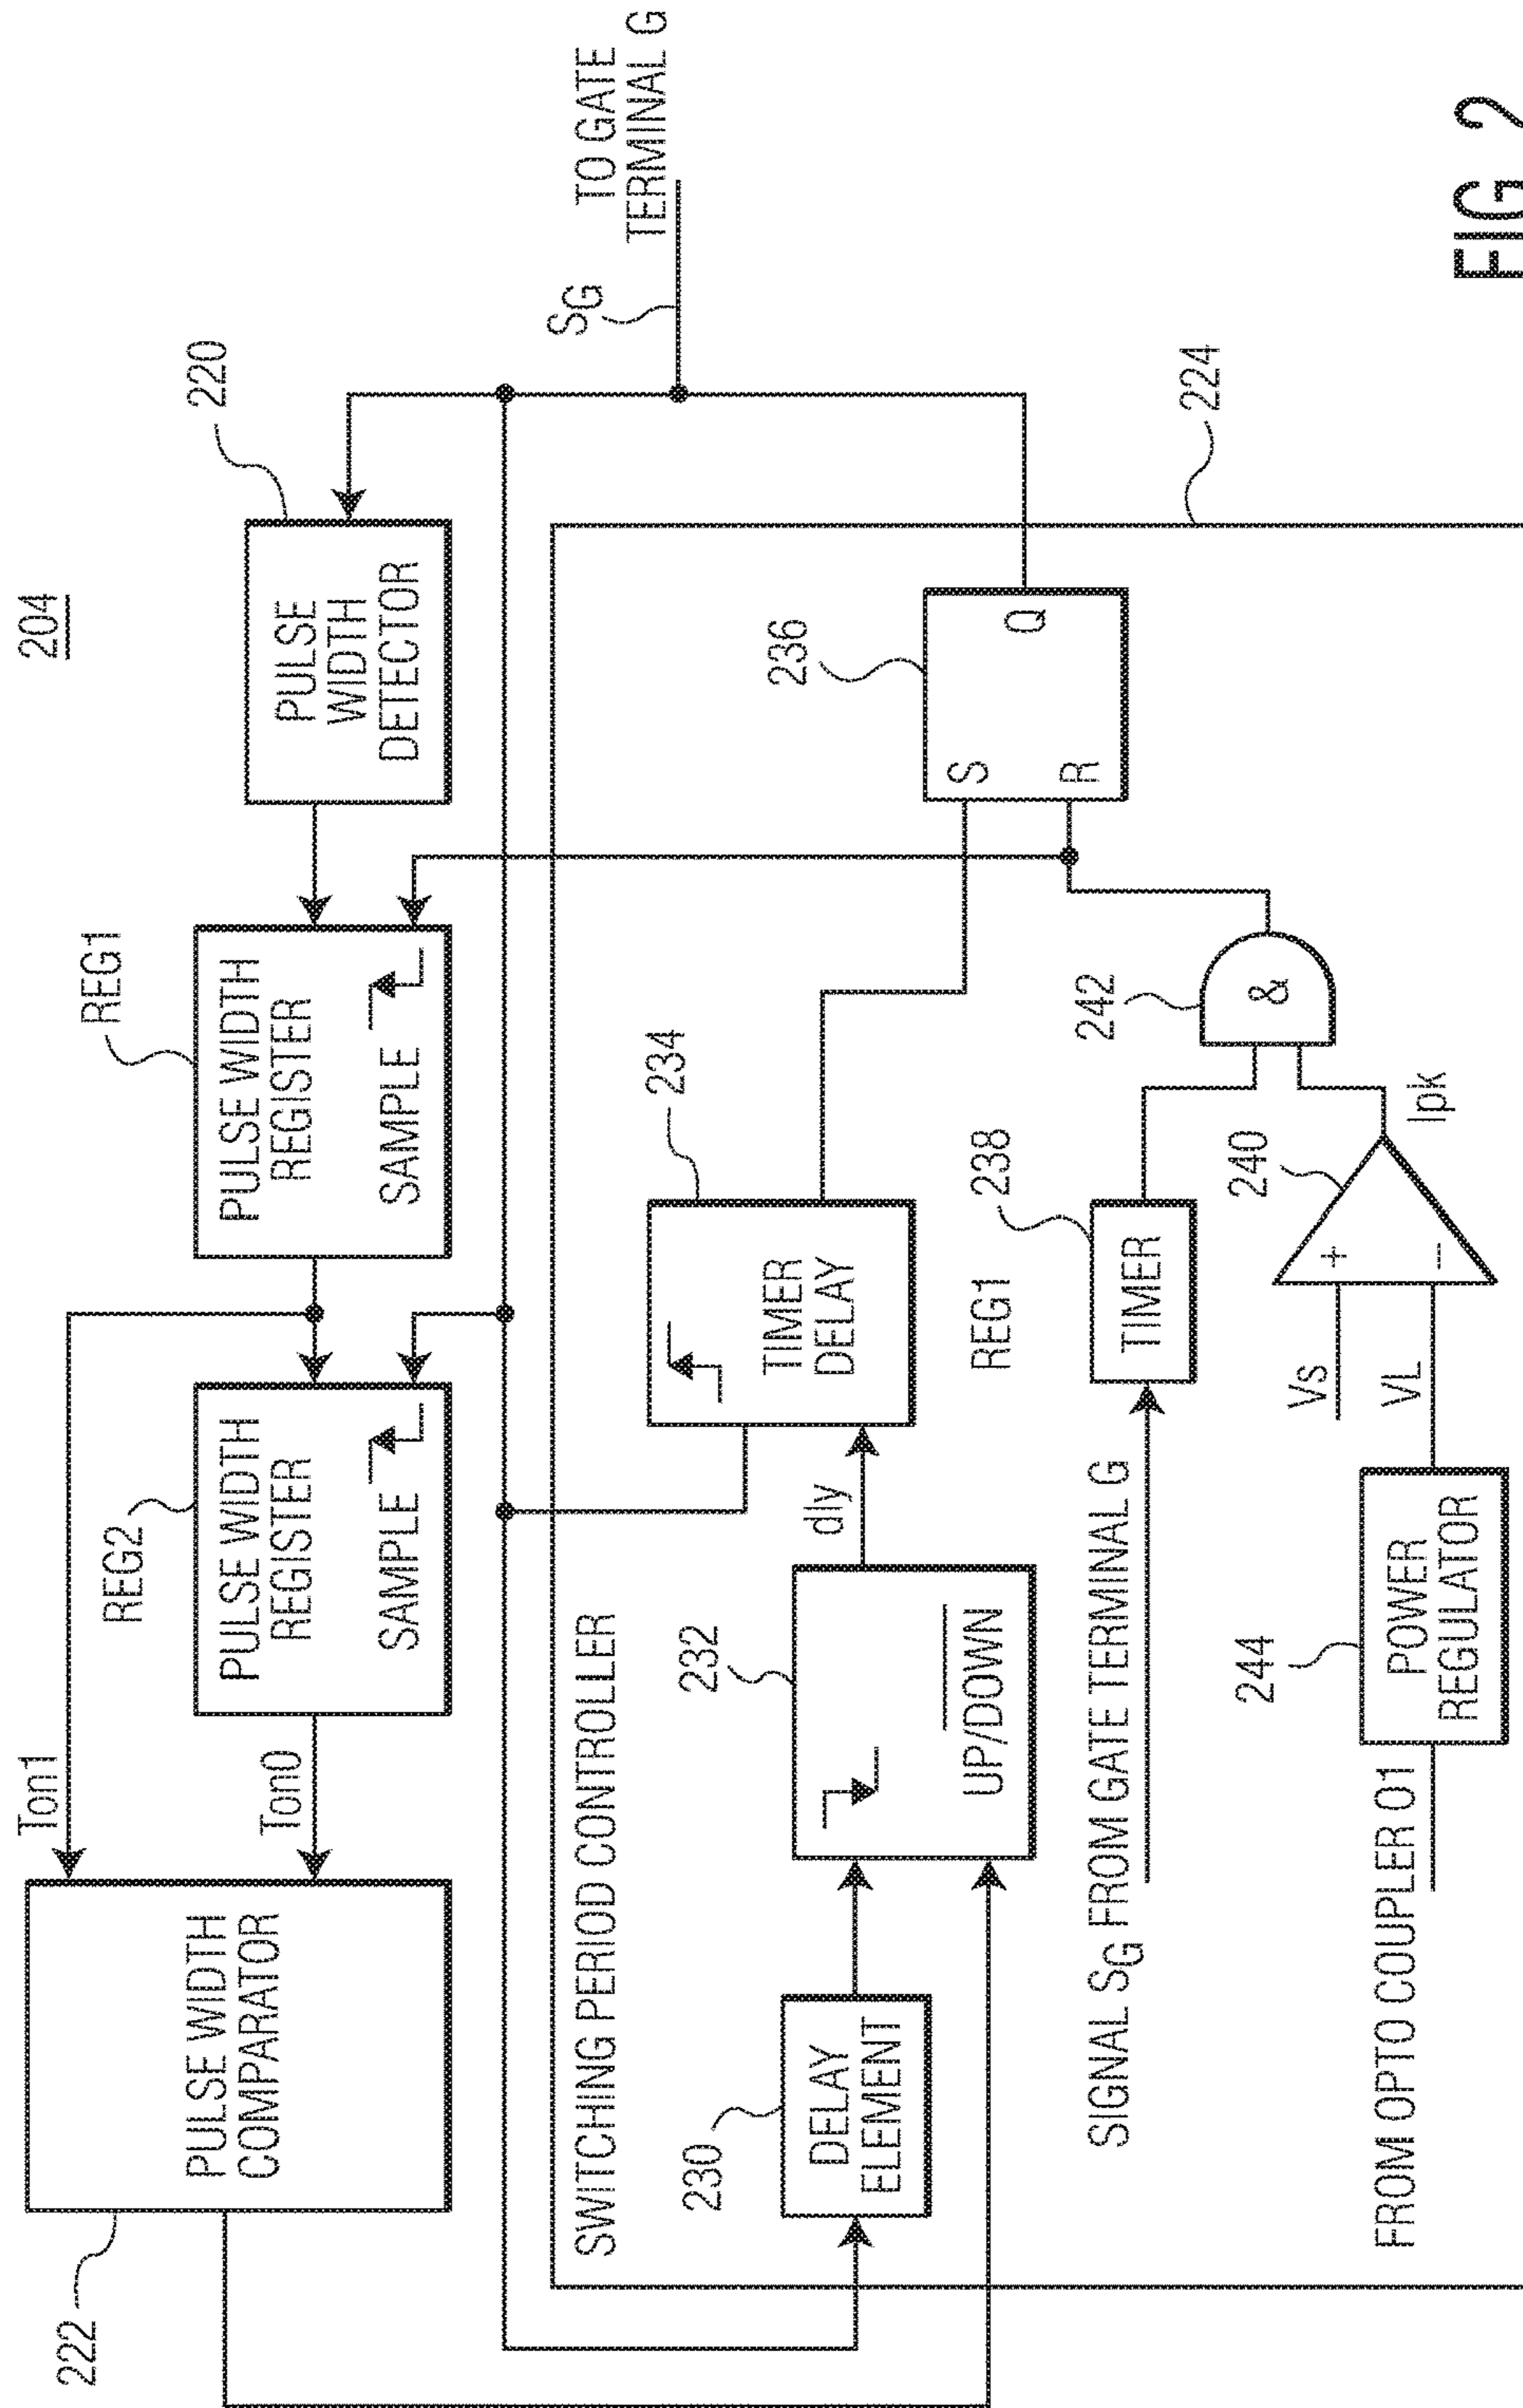 204
222
PULSE WIDTH
COMPARATOR
Ton1
Ton0
REG2
PULSE WIDTH
REGISTER
SAMPLE
REG1
PULSE WIDTH
REGISTER
SAMPLE
220
PULSE
WIDTH
DETECTOR
SG
TO GATE
TERMINAL G
SWITCHING PERIOD CONTROLLER
224
230
DELAY
ELEMENT
232
UP/DOWN
dly
234
TIMER
DELAY
236
S
R
Q
SIGNAL SG FROM GATE TERMINAL G
REG1
238
TIMER
242
&
FROM OPTO COUPLER O1
244
POWER
REGULATOR
Vs
VL
240
+
−
Ipk
FIG 2